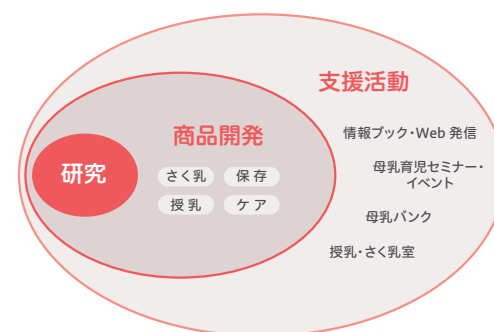 支援活動
商品開発
研究
さく乳
保存
授乳
ケア
情報ブック・Web 発信
母乳育児セミナー・
イベント
母乳バンク
授乳・さく乳室